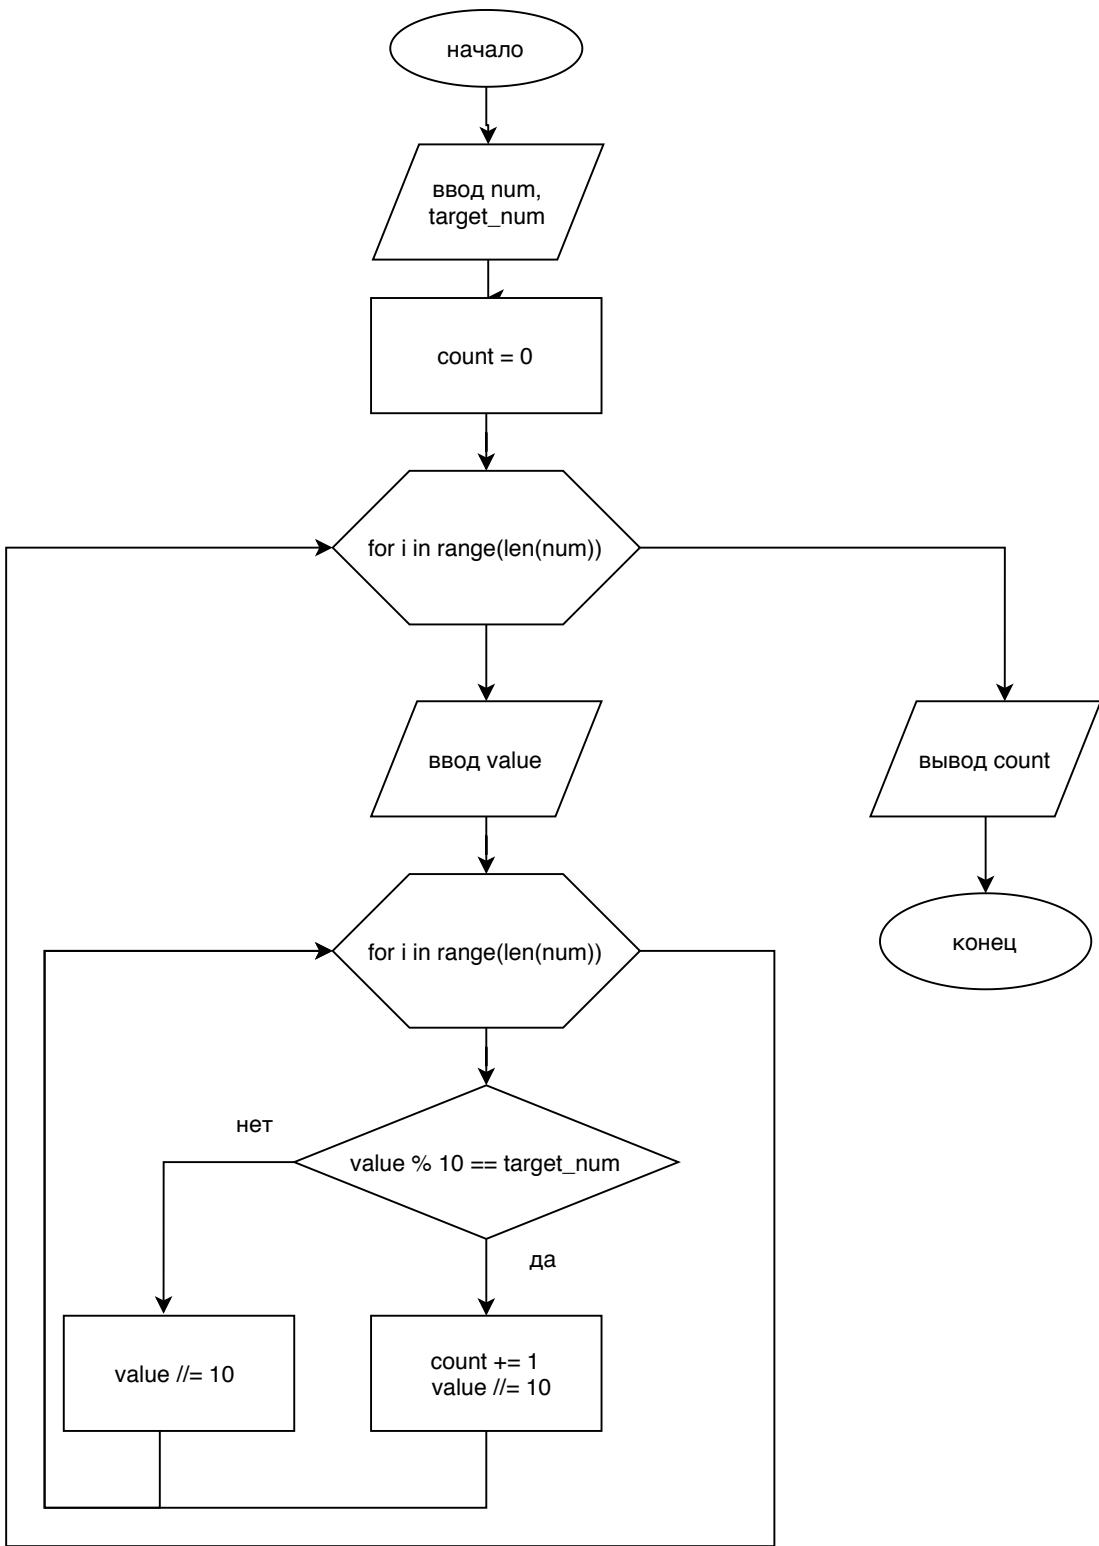 начало
ввод num,
target_num
count = 0
for i in range(len(num))
ввод value
вывод count
for i in range(len(num))
конец
нет
value % 10 == target_num
да
value //= 10
count += 1
value //= 10